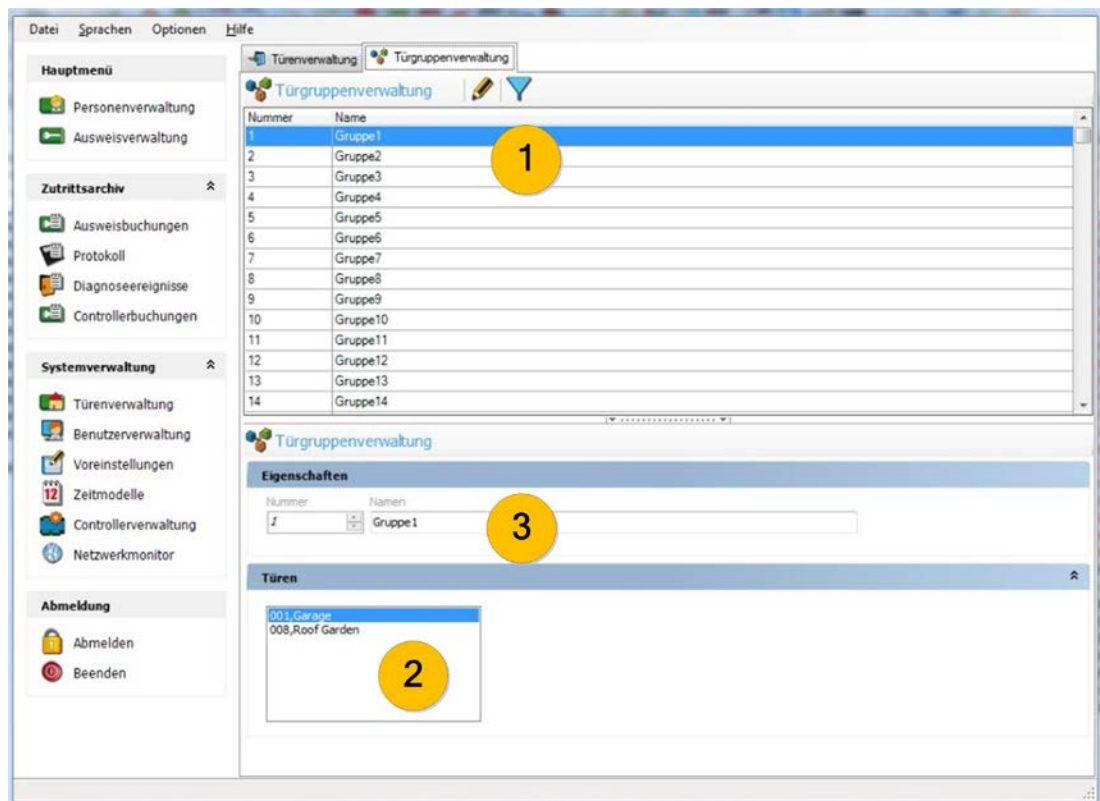 Datei Sprachen Optionen Hilfe
Hauptmenü
Personenverwaltung
Ausweisverwaltung
Zutrittsarchiv
Ausweisbuchungen
Protokoll
Diagnoseereignisse
Controllerbuchungen
Systemverwaltung
Türenverwaltung
Benutzerverwaltung
Voreinstellungen
12 Zeitmodelle
Controllerverwaltung
Netzwerkmonitor
Abmeldung
Abmelden
Beenden
Türenverwaltung Türgruppenverwaltung
Türgruppenverwaltung
Nummer Name
1 Gruppe1
2 Gruppe2
3 Gruppe3
4 Gruppe4
5 Gruppe5
6 Gruppe6
7 Gruppe7
8 Gruppe8
9 Gruppe9
10 Gruppe10
11 Gruppe11
12 Gruppe12
13 Gruppe13
14 Gruppe14
1
Türgruppenverwaltung
Eigenschaften
Nummer Namen
1 Gruppe1
3
Türen
001,Garage
008,Roof Garden
2